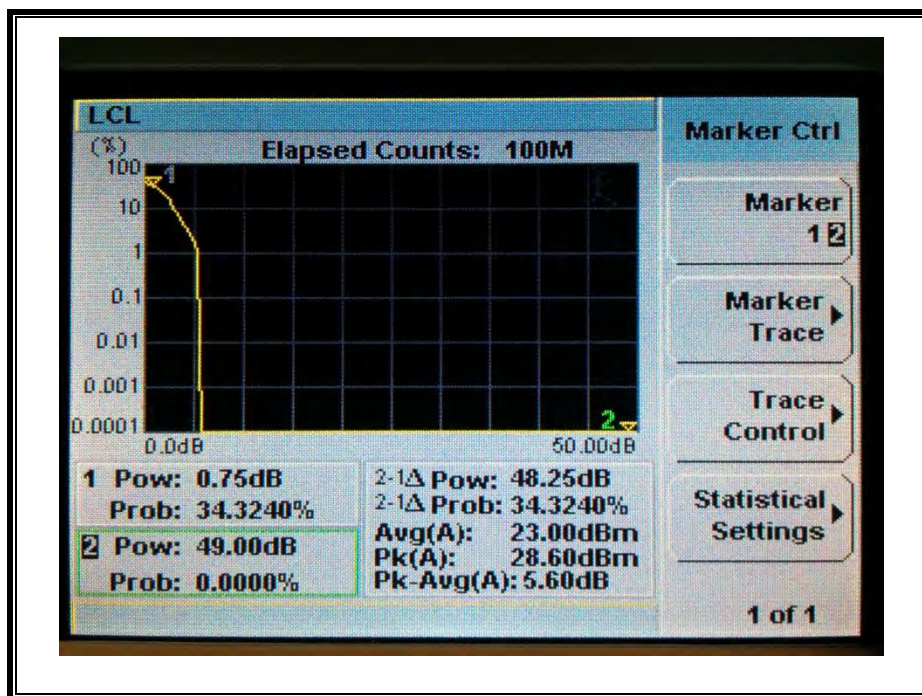 LCL
(%)
Elapsed Counts: 100M
100
10
1
0.1
0.01
0.001
0.0001
1
2
0.0dB
50.00dB
1 Pow: 0.75dB
Prob: 34.3240%
2 Pow: 49.00dB
Prob: 0.0000%
2-1Δ Pow: 48.25dB
2-1Δ Prob: 34.3240%
Avg(A): 23.00dBm
Pk(A): 28.60dBm
Pk-Avg(A): 5.60dB
Marker Ctrl
Marker
1 2
Marker
Trace
Trace
Control
Statistical
Settings
1 of 1